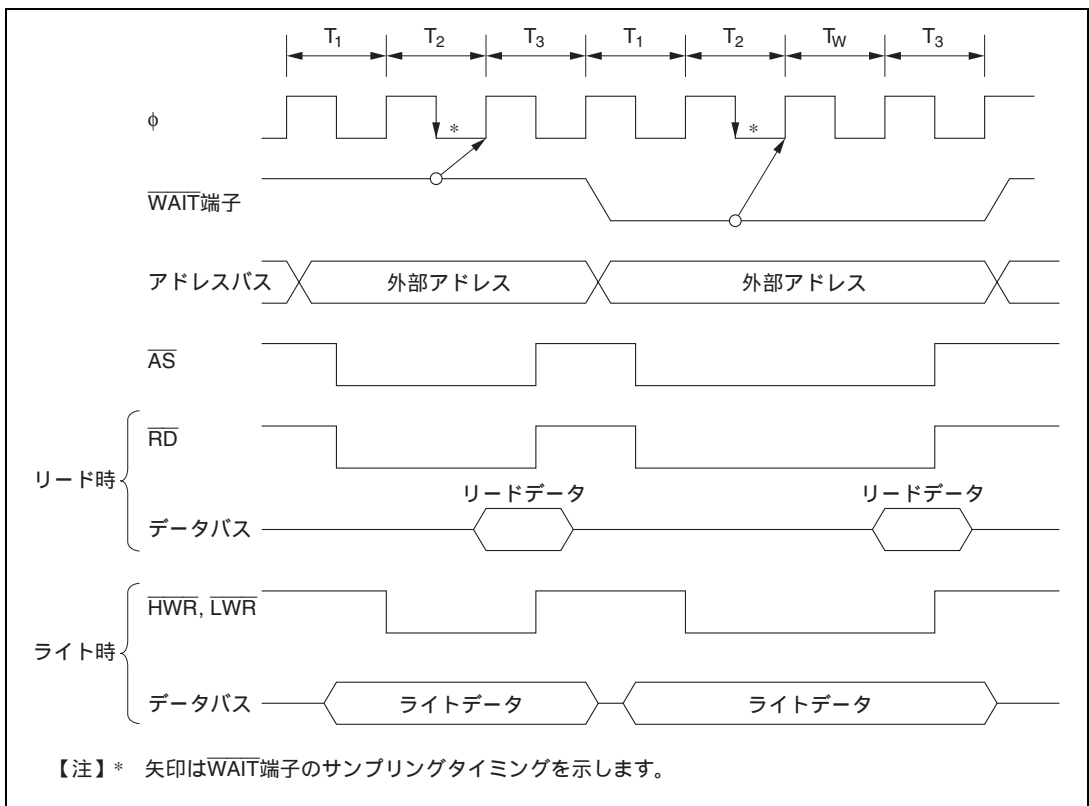 T1 T2 T3 T1 T2 TW T3
φ
* *
WAIT端子
アドレスバス 外部アドレス 外部アドレス
AS
リード時
RD
リードデータ リードデータ
データバス
ライト時
HWR, LWR
データバス ライトデータ ライトデータ
【注】* 矢印はWAIT端子のサンプリングタイミングを示します。